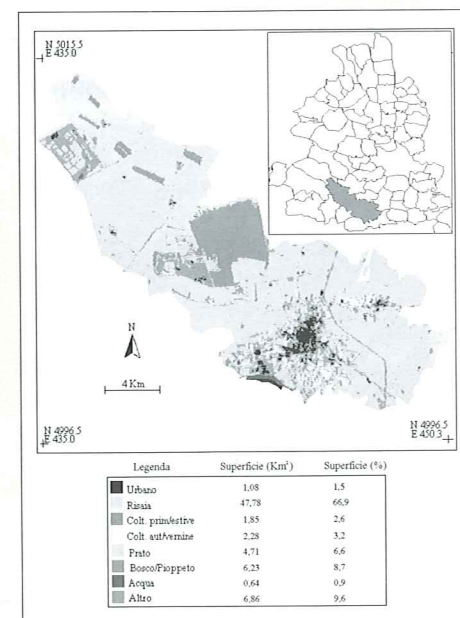 N 5015.5
E 435.0
N
4 Km
N 4996.5
E 435.0
N 4996.5
E 450.3
Legenda Superficie (Km²) Superficie (%)
Urbano 1,08 1,5
Risaia 47,78 66,9
Colt. prim/estive 1,85 2,6
Colt. aut/vernine 2,28 3,2
Prato 4,71 6,6
Bosco/Pioppeto 6,23 8,7
Acqua 0,64 0,9
Altro 6,86 9,6